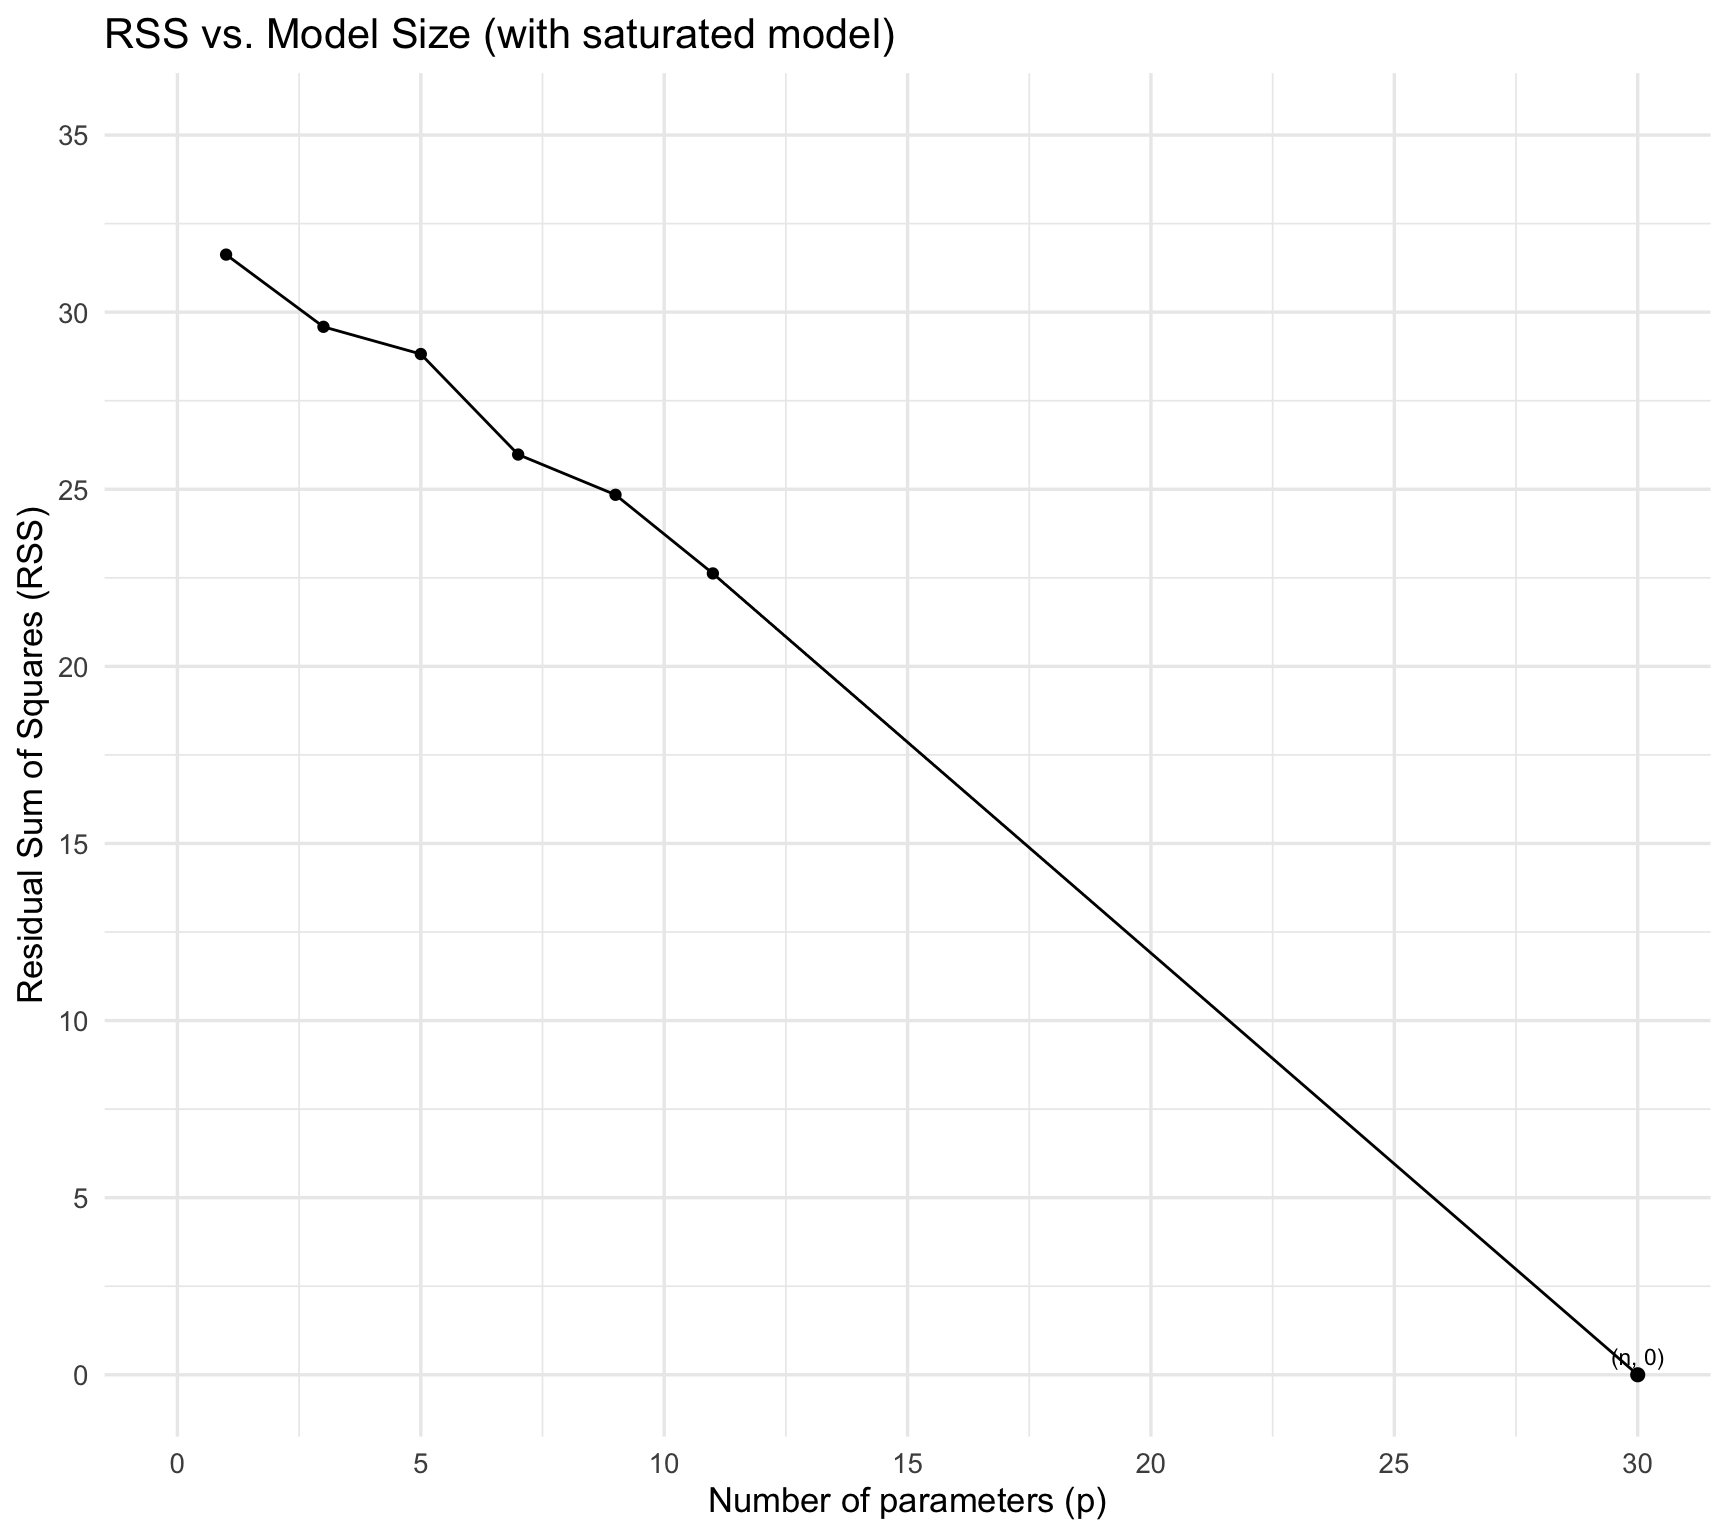 RSS vs. Model Size (with saturated model)
Residual Sum of Squares (RSS)
35
30
25
20
15
10
5
0
(n, 0)
0 5 10 15 20 25 30
Number of parameters (p)